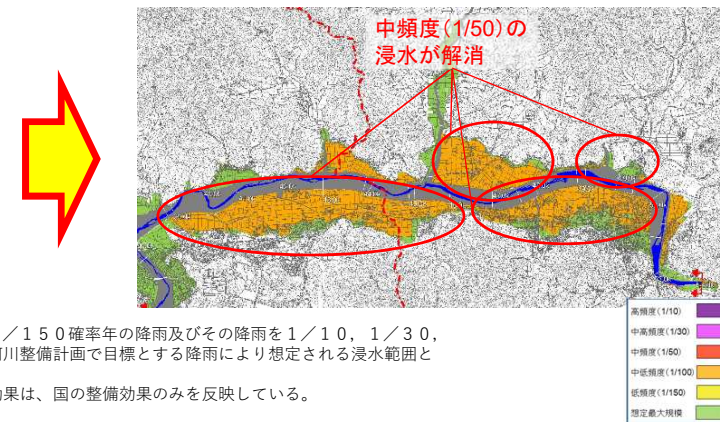 中頻度(1/50)の
浸水が解消
／１５０確率年の降雨及びその降雨を１／１０，１／３０，
可川整備計画で目標とする降雨により想定される浸水範囲と
効果は、国の整備効果のみを反映している。
高頻度(1/10)
中高頻度(1/30)
中頻度(1/50)
中低頻度(1/100)
低頻度(1/150)
想定最大規模